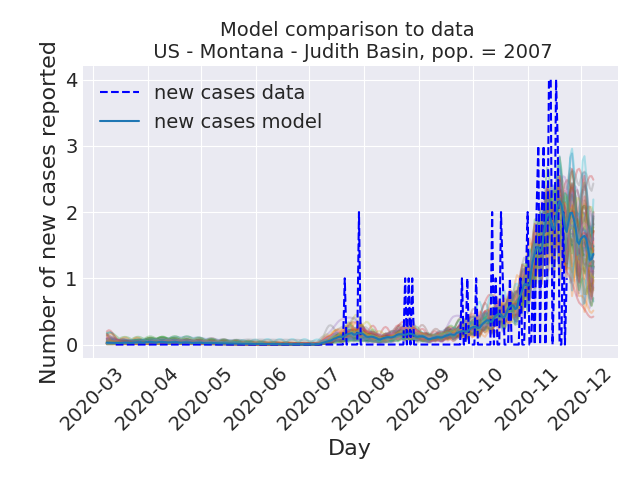 Model comparison to data
US - Montana - Judith Basin, pop. = 2007
Number of new cases reported
4
3
2
1
0
new cases data
new cases model
2020-03
2020-04
2020-05
2020-06
2020-07
2020-08
2020-09
2020-10
2020-11
2020-12
Day